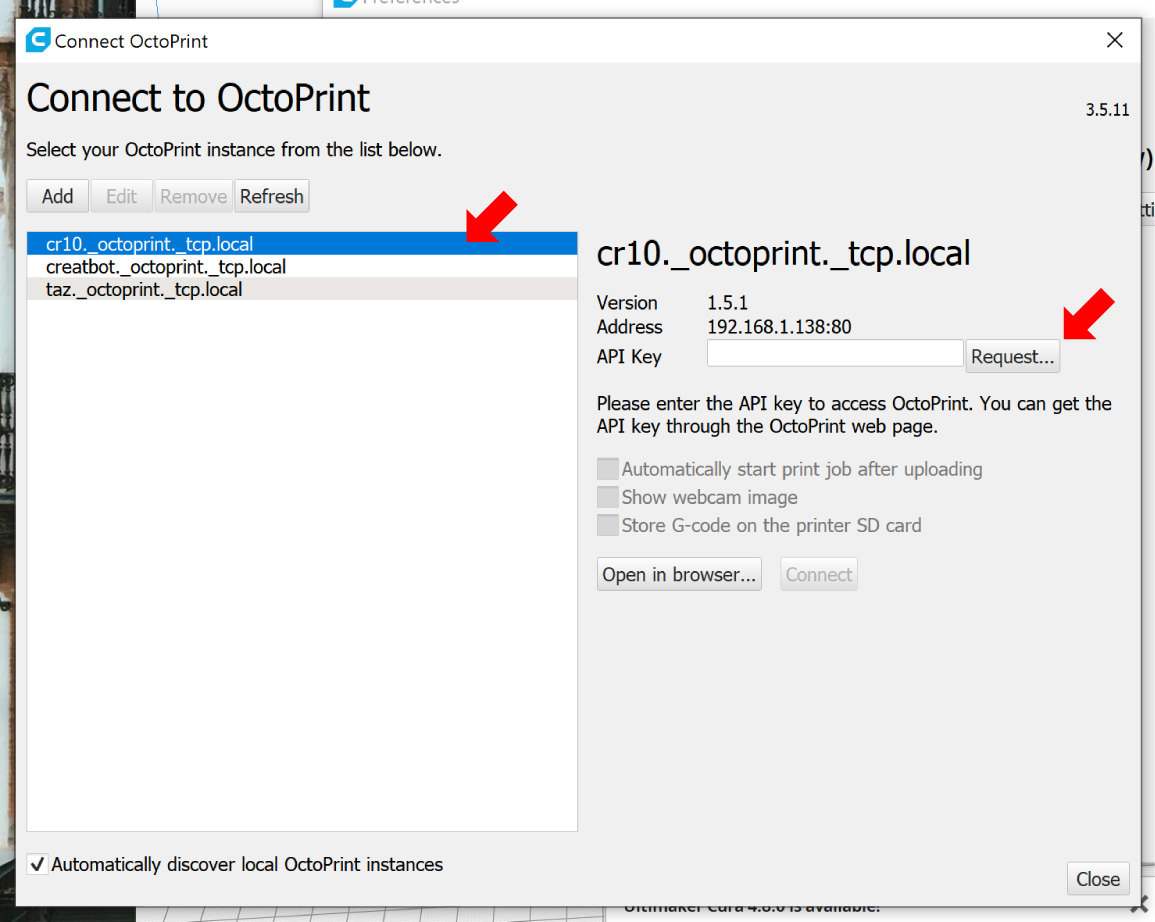 Preferences
Connect OctoPrint
Connect to OctoPrint
3.5.11
Select your OctoPrint instance from the list below.
Add Edit Remove Refresh
cr10._octoprint._tcp.local
creatbot._octoprint._tcp.local
taz._octoprint._tcp.local
cr10._octoprint._tcp.local
Version 1.5.1
Address 192.168.1.138:80
API Key Request...
Please enter the API key to access OctoPrint. You can get the
API key through the OctoPrint web page.
Automatically start print job after uploading
Show webcam image
Store G-code on the printer SD card
Open in browser... Connect
Automatically discover local OctoPrint instances
Close
Ultimaker Cura 4.8.0 is available!